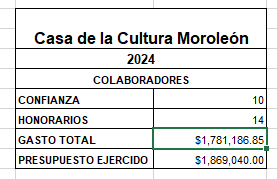 Casa de la Cultura Moroleón
2024
COLABORADORES
CONFIANZA 10
HONORARIOS 14
GASTO TOTAL $1,781,186.85
PRESUPUESTO EJERCIDO $1,869,040.00